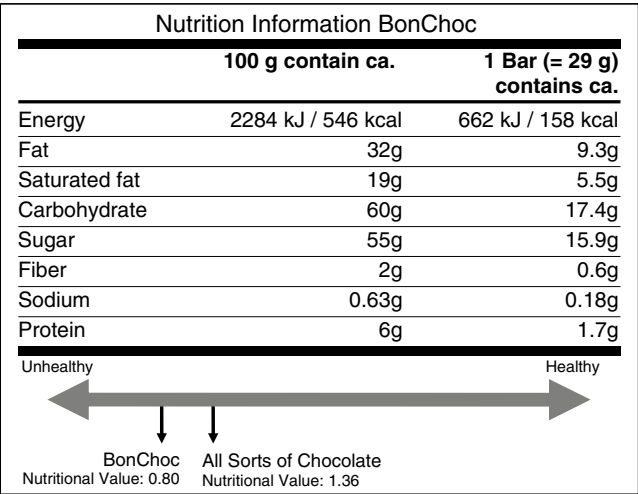 Nutrition Information BonChoc
100 g contain ca. 1 Bar (= 29 g)
contains ca.
Energy 2284 kJ / 546 kcal 662 kJ / 158 kcal
Fat 32g 9.3g
Saturated fat 19g 5.5g
Carbohydrate 60g 17.4g
Sugar 55g 15.9g
Fiber 2g 0.6g
Sodium 0.63g 0.18g
Protein 6g 1.7g
Unhealthy Healthy
BonChoc All Sorts of Chocolate
Nutritional Value: 0.80 Nutritional Value: 1.36